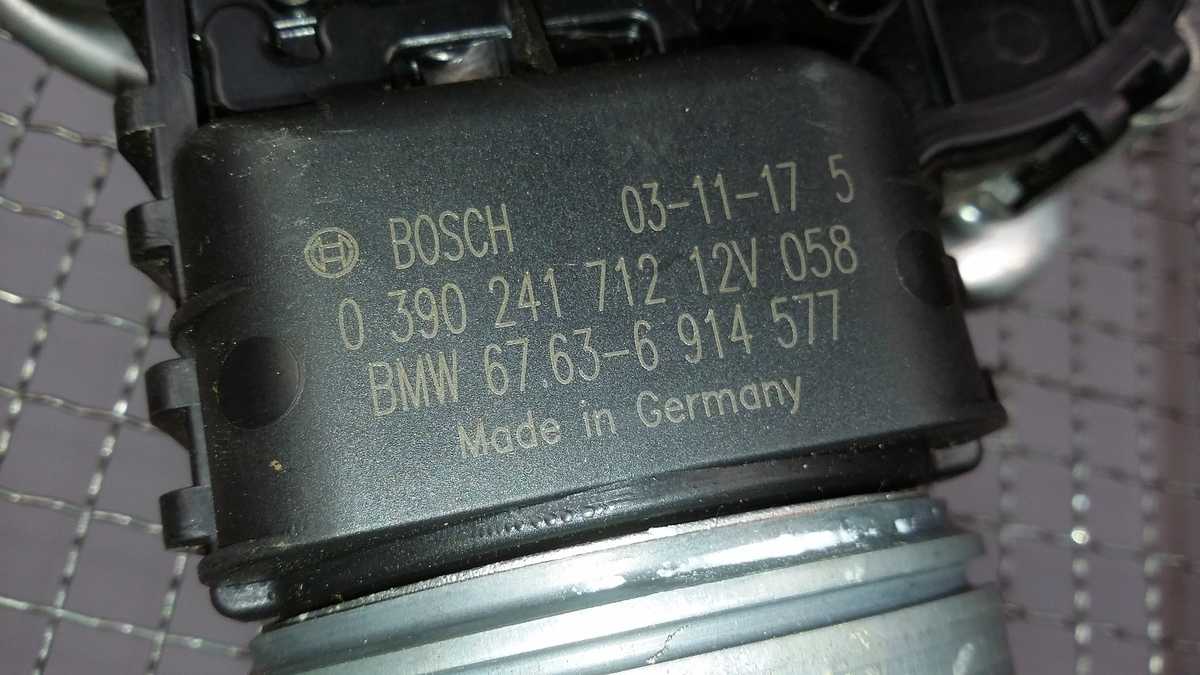 BOSCH 03-11-17 5
0 390 241 712 12V 058
BMW 67.63-6 914 577
Made in Germany